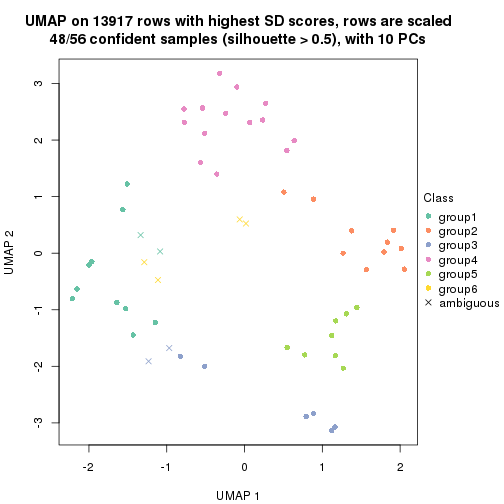 UMAP on 13917 rows with highest SD scores, rows are scaled
48/56 confident samples (silhouette > 0.5), with 10 PCs
3
2
1
0
-1
-2
-3
UMAP 2
-2
-1
0
1
2
UMAP 1
Class
group1
group2
group3
group4
group5
group6
ambiguous